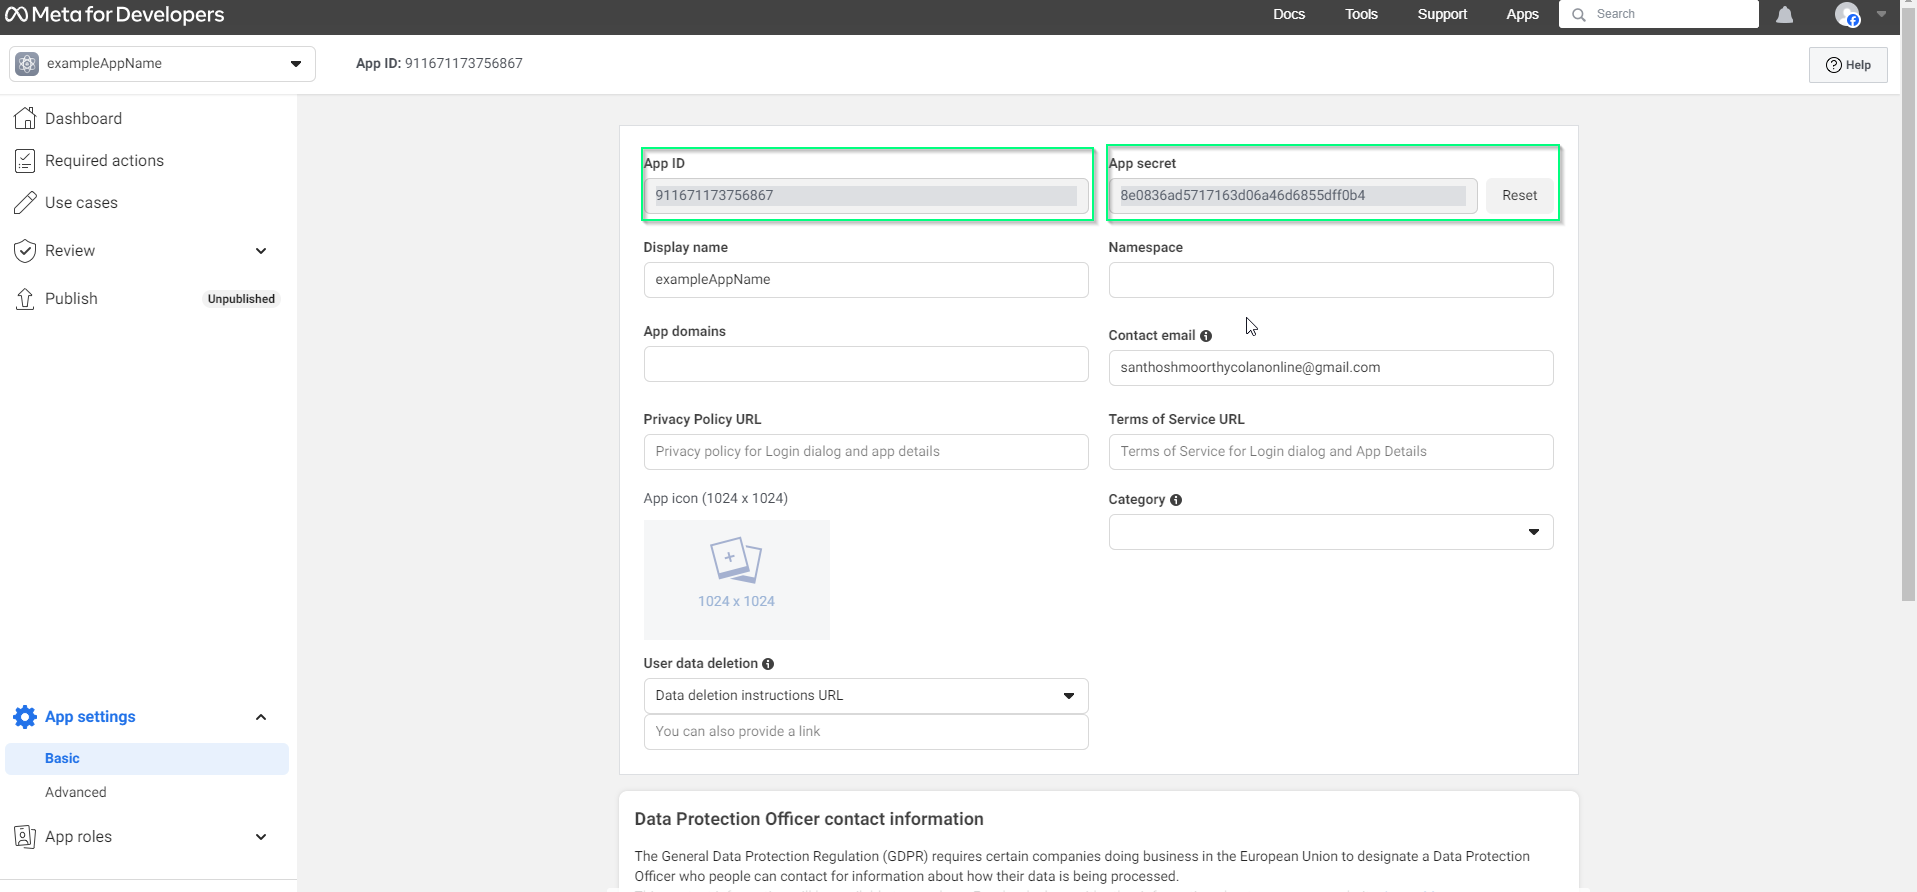 Meta for Developers
Docs Tools Support Apps Search
exampleAppName
App ID: 911671173756867
Help
Dashboard
Required actions
Use cases
Review
Publish Unpublished
App settings
Basic
Advanced
App roles
App ID
911671173756867
App secret
8e0836ad5717163d06a46d6855dff0b4 Reset
Display name
exampleAppName
Namespace
App domains
Contact email
santhoshmoorthycolanonline@gmail.com
Privacy Policy URL
Privacy policy for Login dialog and app details
Terms of Service URL
Terms of Service for Login dialog and App Details
App icon (1024 x 1024)
1024 x 1024
Category
User data deletion
Data deletion instructions URL
You can also provide a link
Data Protection Officer contact information
The General Data Protection Regulation (GDPR) requires certain companies doing business in the European Union to designate a Data Protection
Officer who people can contact for information about how their data is being processed.